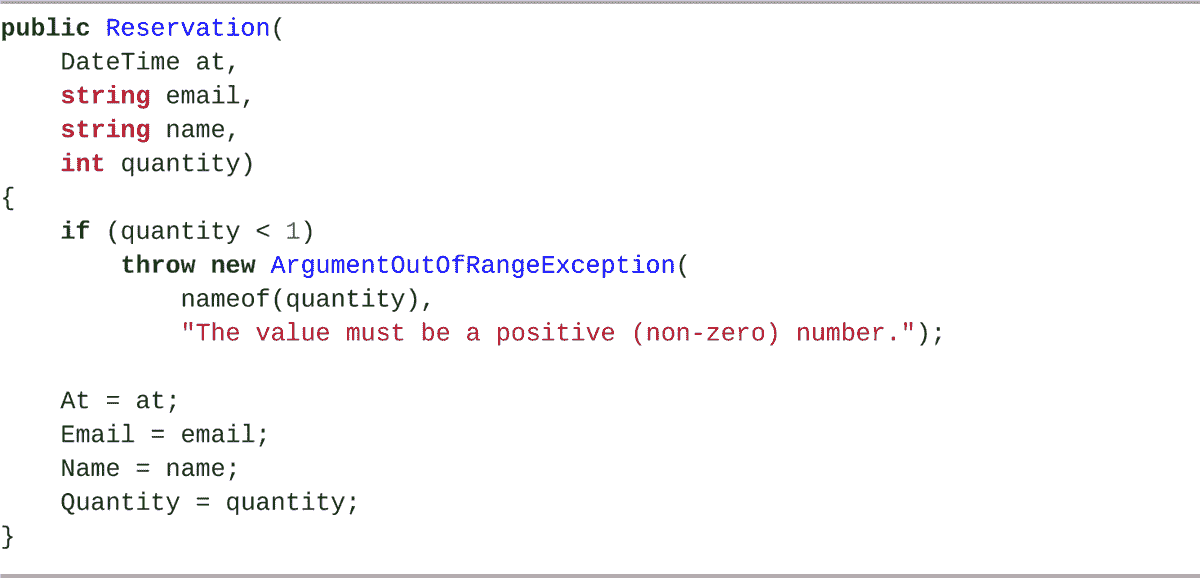 public Reservation(
    DateTime at,
    string email,
    string name,
    int quantity)
{
    if (quantity < 1)
        throw new ArgumentOutOfRangeException(
            nameof(quantity),
            "The value must be a positive (non-zero) number.");

    At = at;
    Email = email;
    Name = name;
    Quantity = quantity;
}